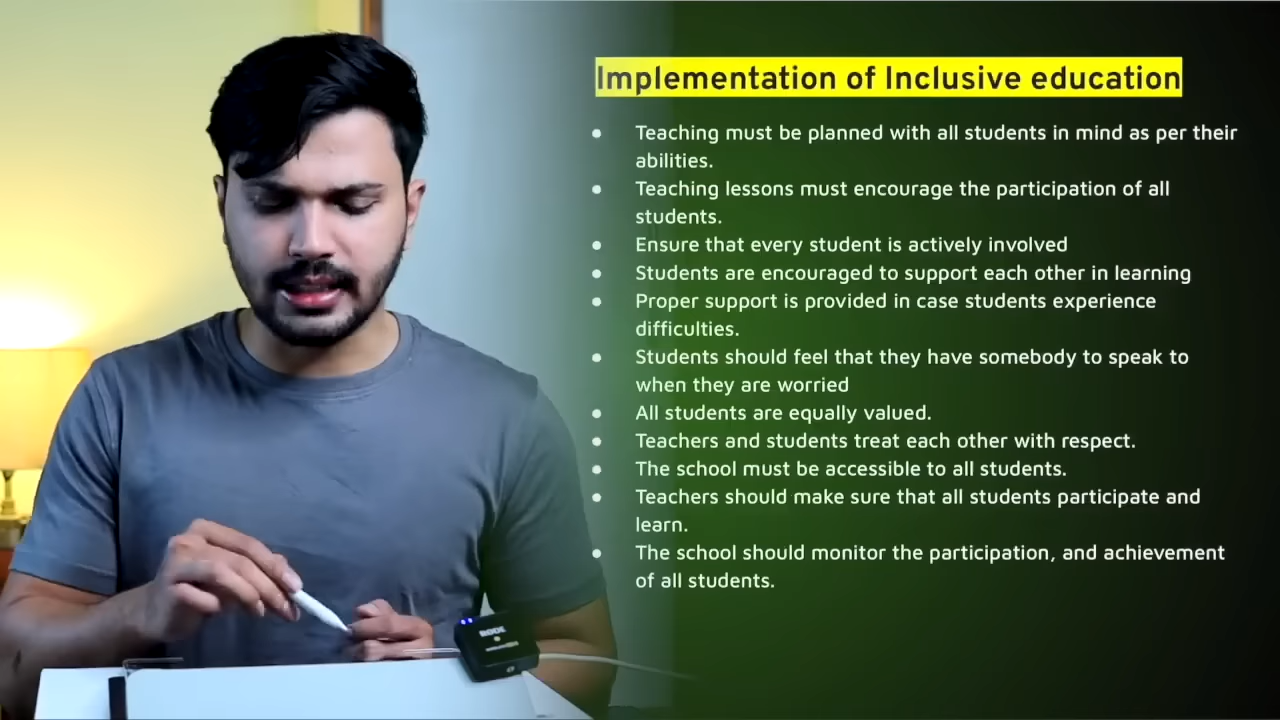 Implementation of Inclusive education
● Teaching must be planned with all students in mind as per their
abilities.
● Teaching lessons must encourage the participation of all
students.
● Ensure that every student is actively involved
● Students are encouraged to support each other in learning
● Proper support is provided in case students experience
difficulties.
● Students should feel that they have somebody to speak to
when they are worried
● All students are equally valued.
● Teachers and students treat each other with respect.
● The school must be accessible to all students.
● Teachers should make sure that all students participate and
learn.
● The school should monitor the participation, and achievement
of all students.
RODE